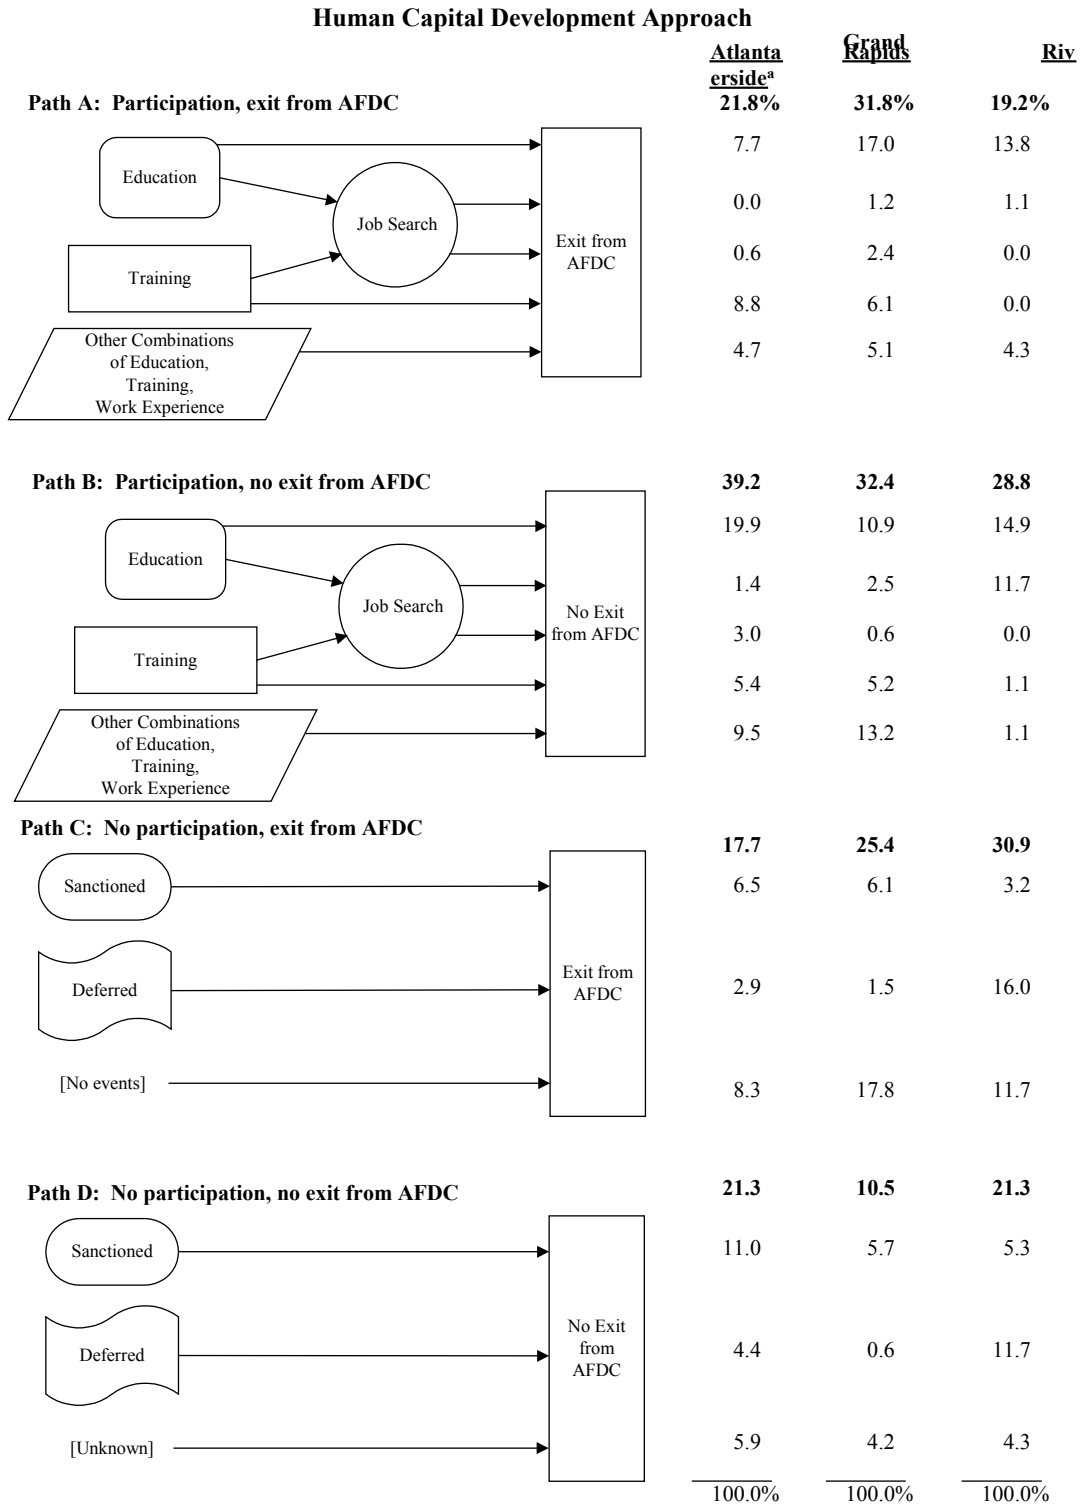 Human Capital Development Approach
Grand
Atlanta Rapids Riv
ersideᵃ
Path A: Participation, exit from AFDC 21.8% 31.8% 19.2%
7.7 17.0 13.8
Education
0.0 1.2 1.1
Job Search
Exit from
AFDC
0.6 2.4 0.0
Training
8.8 6.1 0.0
Other Combinations
of Education,
Training,
Work Experience
4.7 5.1 4.3
Path B: Participation, no exit from AFDC 39.2 32.4 28.8
19.9 10.9 14.9
Education
1.4 2.5 11.7
Job Search
No Exit
from AFDC
3.0 0.6 0.0
Training
5.4 5.2 1.1
Other Combinations
of Education,
Training,
Work Experience
9.5 13.2 1.1
Path C: No participation, exit from AFDC
17.7 25.4 30.9
Sanctioned 6.5 6.1 3.2
Exit from
AFDC
Deferred 2.9 1.5 16.0
[No events] 8.3 17.8 11.7
Path D: No participation, no exit from AFDC 21.3 10.5 21.3
Sanctioned 11.0 5.7 5.3
No Exit
from
AFDC
Deferred 4.4 0.6 11.7
[Unknown] 5.9 4.2 4.3
100.0% 100.0% 100.0%